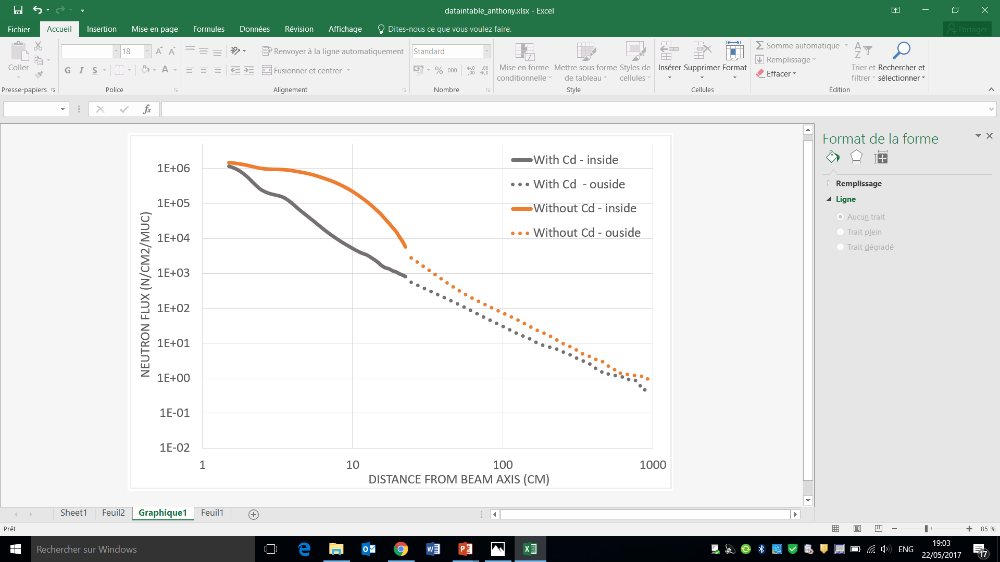 dataintable_anthony.xlsx - Excel
Fichier Accueil Insertion Mise en page Formules Données Révision Affichage Dites-nous ce que vous voulez faire. Partager
Coller
Presse-papiers
18
G I S
Police
Renvoyer à la ligne automatiquement
Fusionner et centrer
Alignement
Standard
% 000
Nombre
Mise en forme conditionnelle
Mettre sous forme de tableau
Styles de cellules
Style
Insérer Supprimer Format
Cellules
Somme automatique
Remplissage
Effacer
Trier et filtrer
Rechercher et sélectionner
Édition
fx
NEUTRON FLUX (N/CM2/MUC)
1E+06
1E+05
1E+04
1E+03
1E+02
1E+01
1E+00
1E-01
1E-02
With Cd - inside
With Cd - ouside
Without Cd - inside
Without Cd - ouside
1 10 100 1000
DISTANCE FROM BEAM AXIS (CM)
Format de la forme
Remplissage
Ligne
Aucun trait
Trait plein
Trait dégradé
Sheet1 Feuil2 Graphique1 Feuil1
Prêt
85 %
Rechercher sur Windows
ENG
19:03
22/05/2017
17